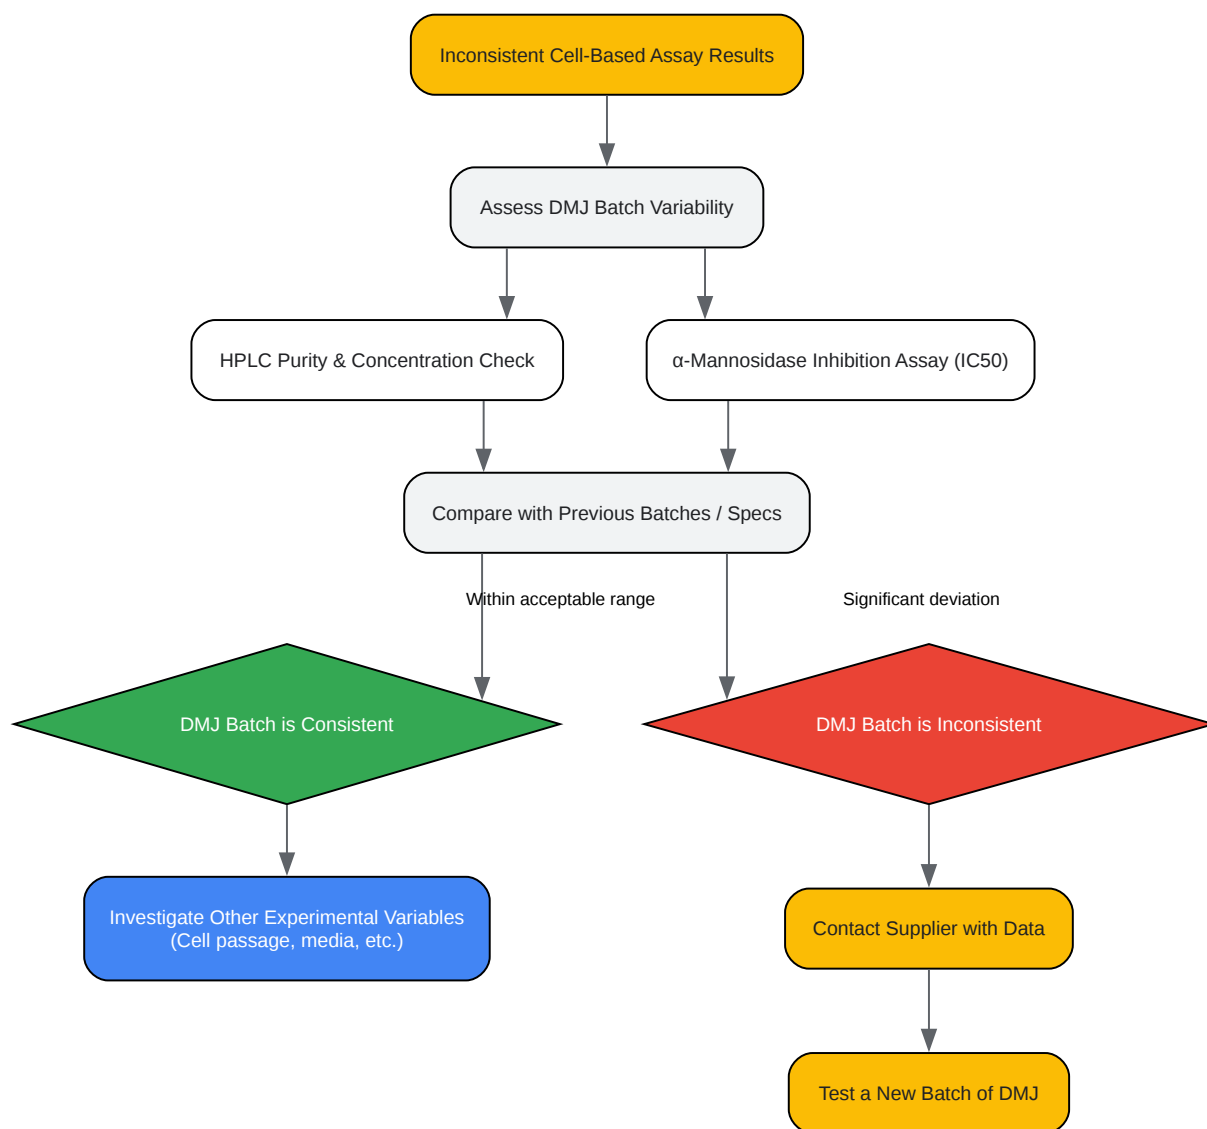 Inconsistent Cell-Based Assay Results
Assess DMJ Batch Variability
HPLC Purity & Concentration Check
α-Mannosidase Inhibition Assay (IC50)
Compare with Previous Batches / Specs
Within acceptable range
Significant deviation
DMJ Batch is Consistent
DMJ Batch is Inconsistent
Investigate Other Experimental Variables
(Cell passage, media, etc.)
Contact Supplier with Data
Test a New Batch of DMJ